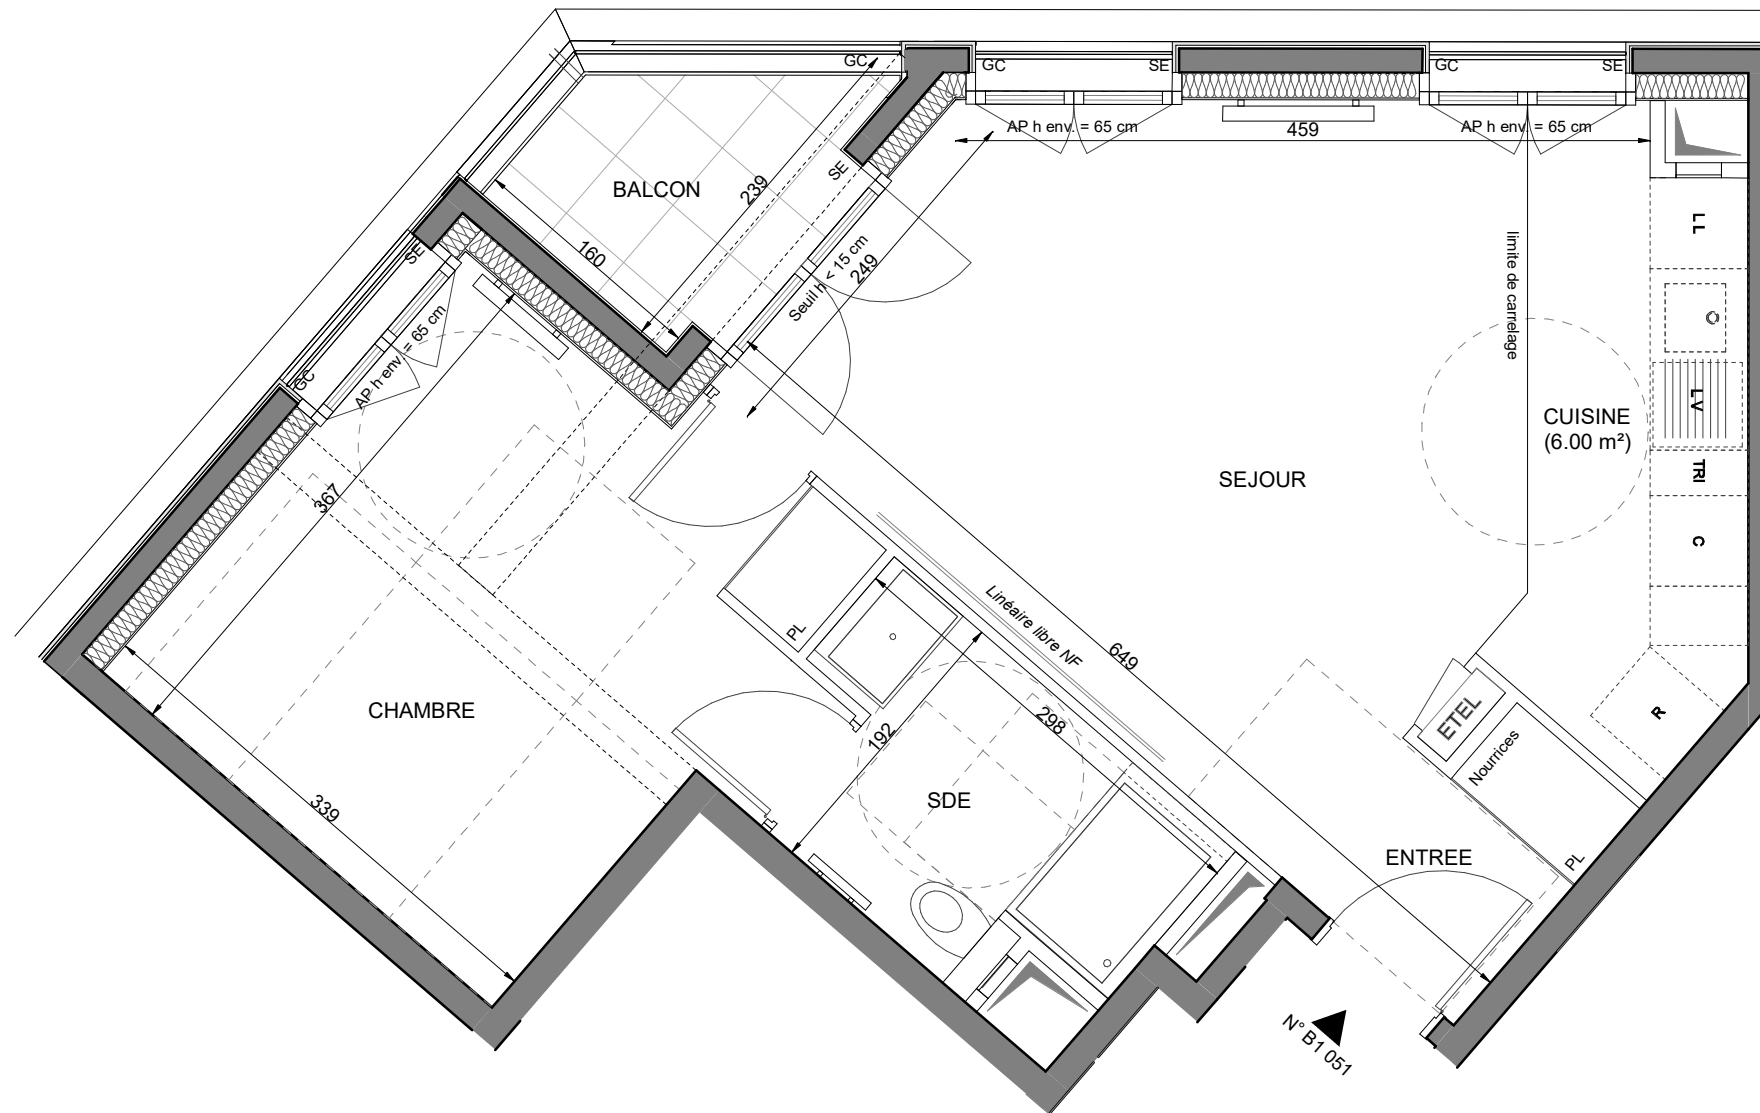 GC
GC
SE
GC
SE
AP h env. = 65 cm
459
AP h env. = 65 cm
SE
BALCON
239
160
Seuil h < 15 cm
249
SE
GC
AP h env. = 65 cm
367
limite de carrelage
LL
LV
TRI
C
R
CUISINE
(6.00 m²)
SEJOUR
PL
Linéaire libre NF
649
CHAMBRE
339
192
298
SDE
ETEL
Nourrices
PL
ENTREE
N° B1 051